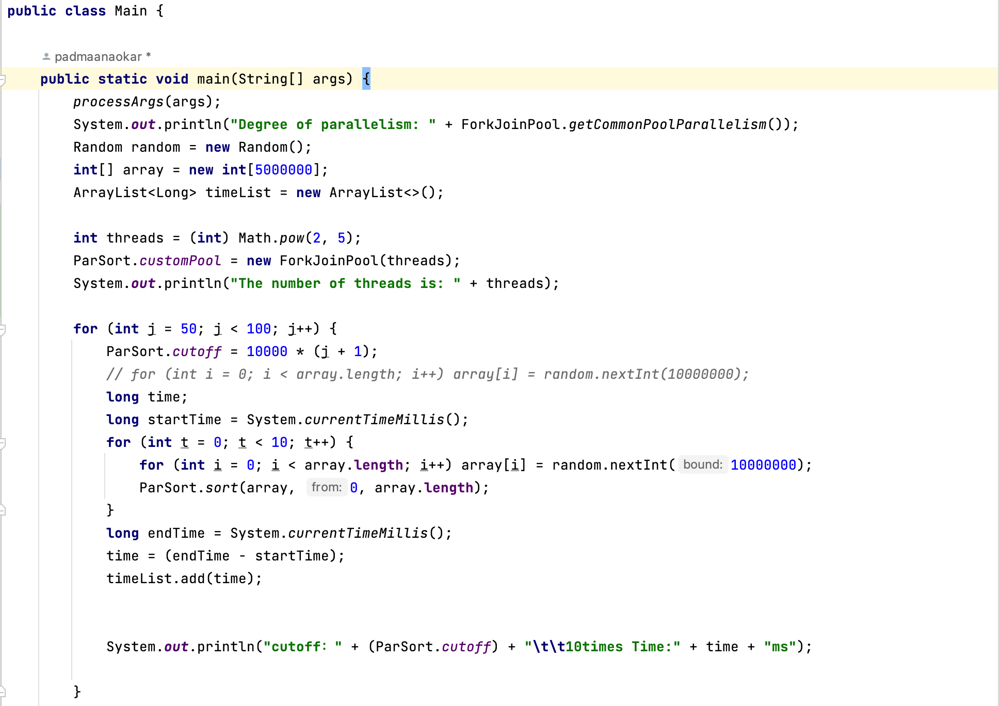 public class Main {
padmaanaokar *
public static void main(String[] args) {
processArgs(args);
System.out.println("Degree of parallelism: " + ForkJoinPool.getCommonPoolParallelism());
Random random = new Random();
int[] array = new int[5000000];
ArrayList<Long> timeList = new ArrayList<>();
int threads = (int) Math.pow(2, 5);
ParSort.customPool = new ForkJoinPool(threads);
System.out.println("The number of threads is: " + threads);
for (int j = 50; j < 100; j++) {
ParSort.cutoff = 10000 * (j + 1);
// for (int i = 0; i < array.length; i++) array[i] = random.nextInt(10000000);
long time;
long startTime = System.currentTimeMillis();
for (int t = 0; t < 10; t++) {
for (int i = 0; i < array.length; i++) array[i] = random.nextInt( bound: 10000000);
ParSort.sort(array, from: 0, array.length);
}
long endTime = System.currentTimeMillis();
time = (endTime - startTime);
timeList.add(time);
System.out.println("cutoff: " + (ParSort.cutoff) + "\t\t10times Time:" + time + "ms");
}